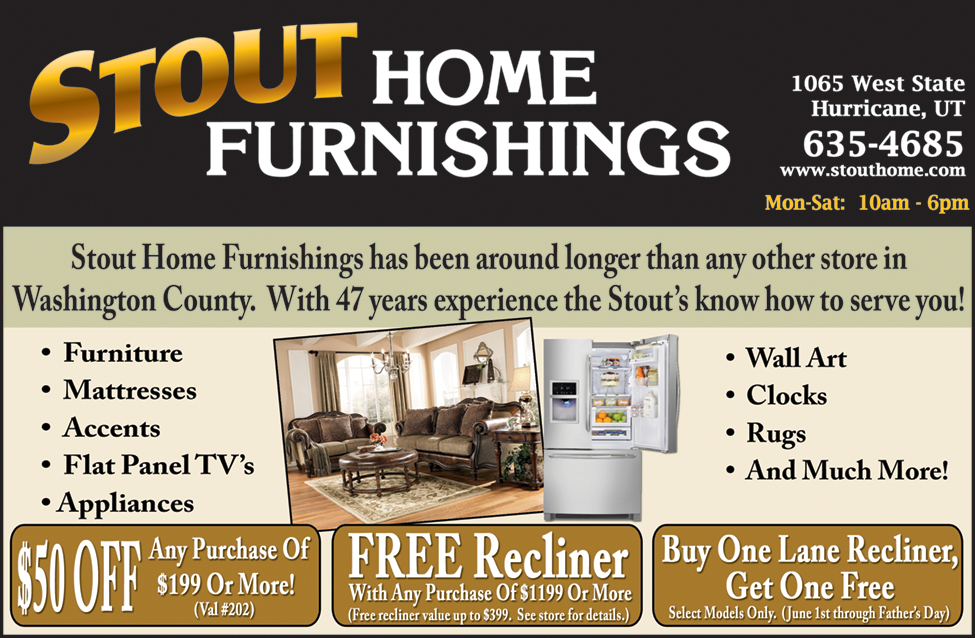 STOUT HOME
FURNISHINGS
1065 West State
Hurricane, UT
635-4685
www.stouthome.com
Mon-Sat: 10am - 6pm
Stout Home Furnishings has been around longer than any other store in
Washington County. With 47 years experience the Stout's know how to serve you!
• Furniture
• Mattresses
• Accents
• Flat Panel TV's
• Appliances
• Wall Art
• Clocks
• Rugs
• And Much More!
$50 OFF
Any Purchase Of
$199 Or More!
(Val #202)
FREE Recliner
With Any Purchase Of $1199 Or More
(Free recliner value up to $399. See store for details.)
Buy One Lane Recliner,
Get One Free
Select Models Only. (June 1st through Father's Day)